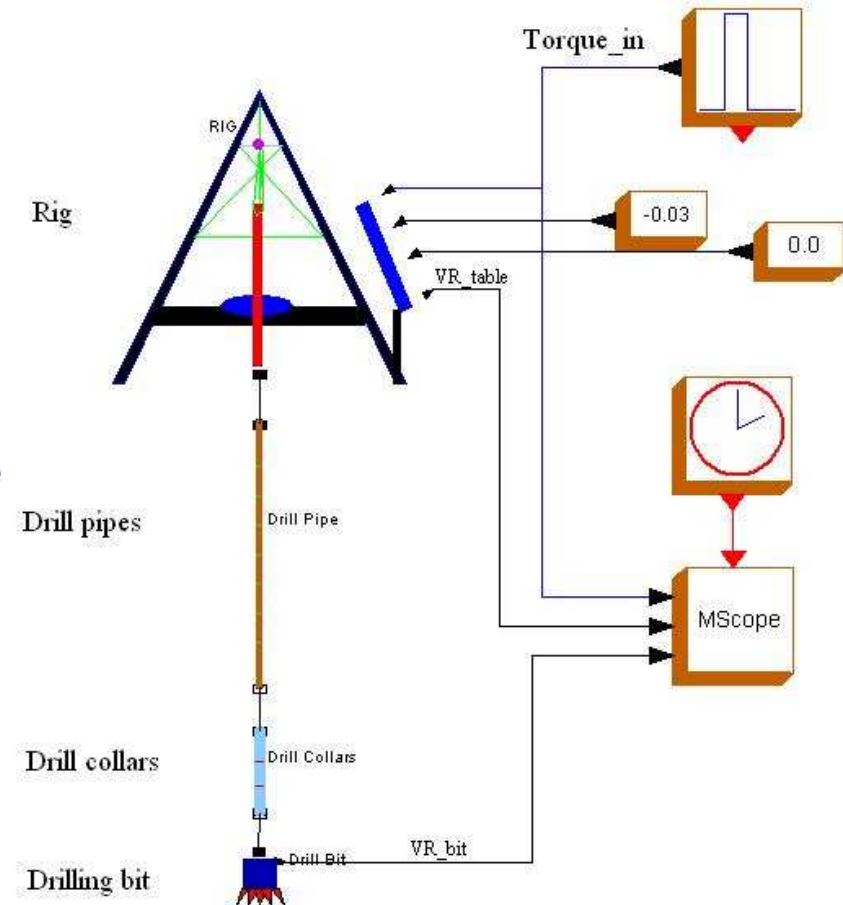 Torque_in
RIG
Rig
-0.03
0.0
VR_table
Drill pipes
Drill Pipe
MScope
Drill collars
Drill Collars
VR_bit
Drill Bit
Drilling bit